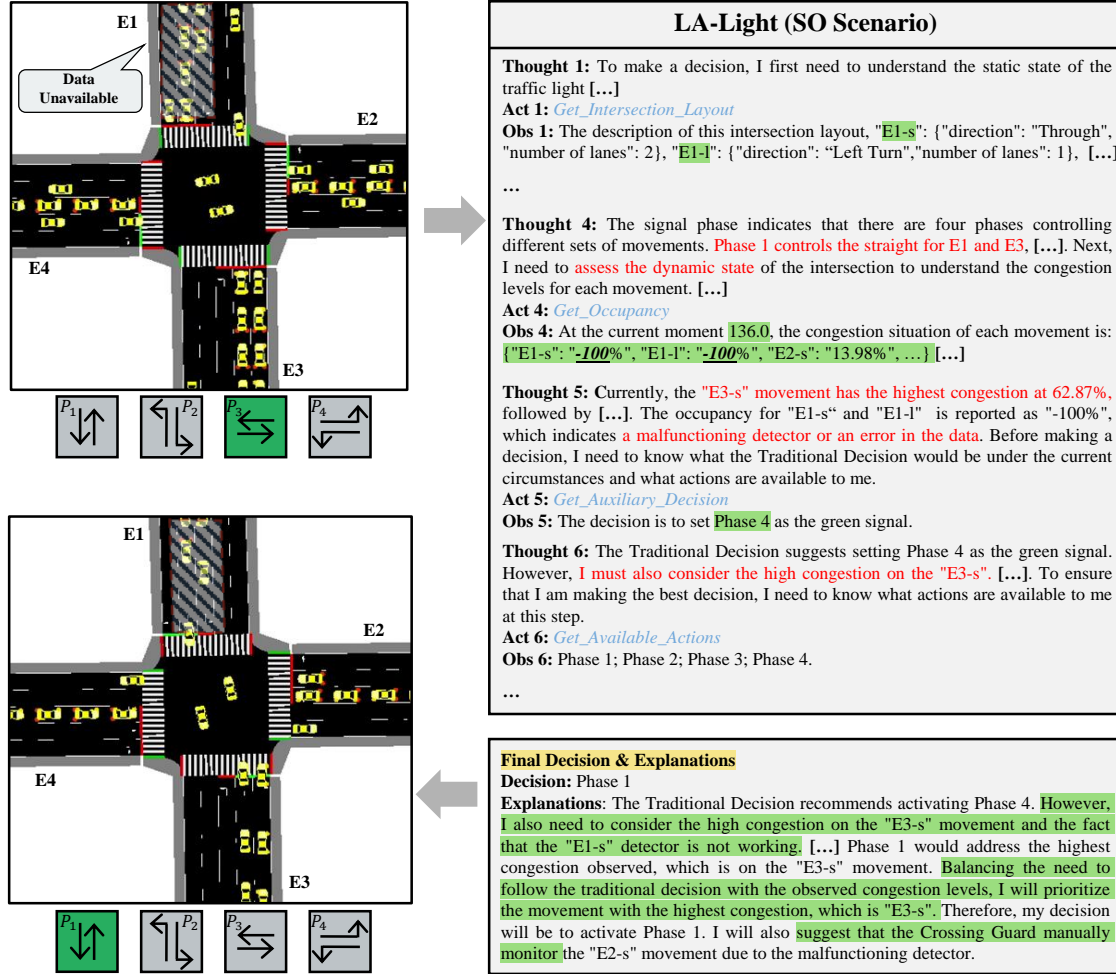 E1
Data
Unavailable
E2
E4
E3
P1
P2
P3
P4
LA-Light (SO Scenario)
Thought 1: To make a decision, I first need to understand the static state of the
traffic light [...]
Act 1: Get_Intersection_Layout
Obs 1: The description of this intersection layout, "E1-s": {"direction": "Through",
"number of lanes": 2}, "E1-l": {"direction": “Left Turn","number of lanes": 1}, [...]
...
Thought 4: The signal phase indicates that there are four phases controlling
different sets of movements. Phase 1 controls the straight for E1 and E3, [...]. Next,
I need to assess the dynamic state of the intersection to understand the congestion
levels for each movement. [...]
Act 4: Get_Occupancy
Obs 4: At the current moment 136.0, the congestion situation of each movement is:
{"E1-s": "-100%", "E1-l": "-100%", "E2-s": "13.98%", ...} [...]
Thought 5: Currently, the "E3-s" movement has the highest congestion at 62.87%,
followed by [...]. The occupancy for "E1-s“ and "E1-l" is reported as "-100%",
which indicates a malfunctioning detector or an error in the data. Before making a
decision, I need to know what the Traditional Decision would be under the current
circumstances and what actions are available to me.
Act 5: Get_Auxiliary_Decision
Obs 5: The decision is to set Phase 4 as the green signal.
Thought 6: The Traditional Decision suggests setting Phase 4 as the green signal.
However, I must also consider the high congestion on the "E3-s". [...]. To ensure
that I am making the best decision, I need to know what actions are available to me
at this step.
Act 6: Get_Available_Actions
Obs 6: Phase 1; Phase 2; Phase 3; Phase 4.
...
E1
E2
E4
E3
P1
P2
P3
P4
Final Decision & Explanations
Decision: Phase 1
Explanations: The Traditional Decision recommends activating Phase 4. However,
I also need to consider the high congestion on the "E3-s" movement and the fact
that the "E1-s" detector is not working. [...] Phase 1 would address the highest
congestion observed, which is on the "E3-s" movement. Balancing the need to
follow the traditional decision with the observed congestion levels, I will prioritize
the movement with the highest congestion, which is "E3-s". Therefore, my decision
will be to activate Phase 1. I will also suggest that the Crossing Guard manually
monitor the "E2-s" movement due to the malfunctioning detector.